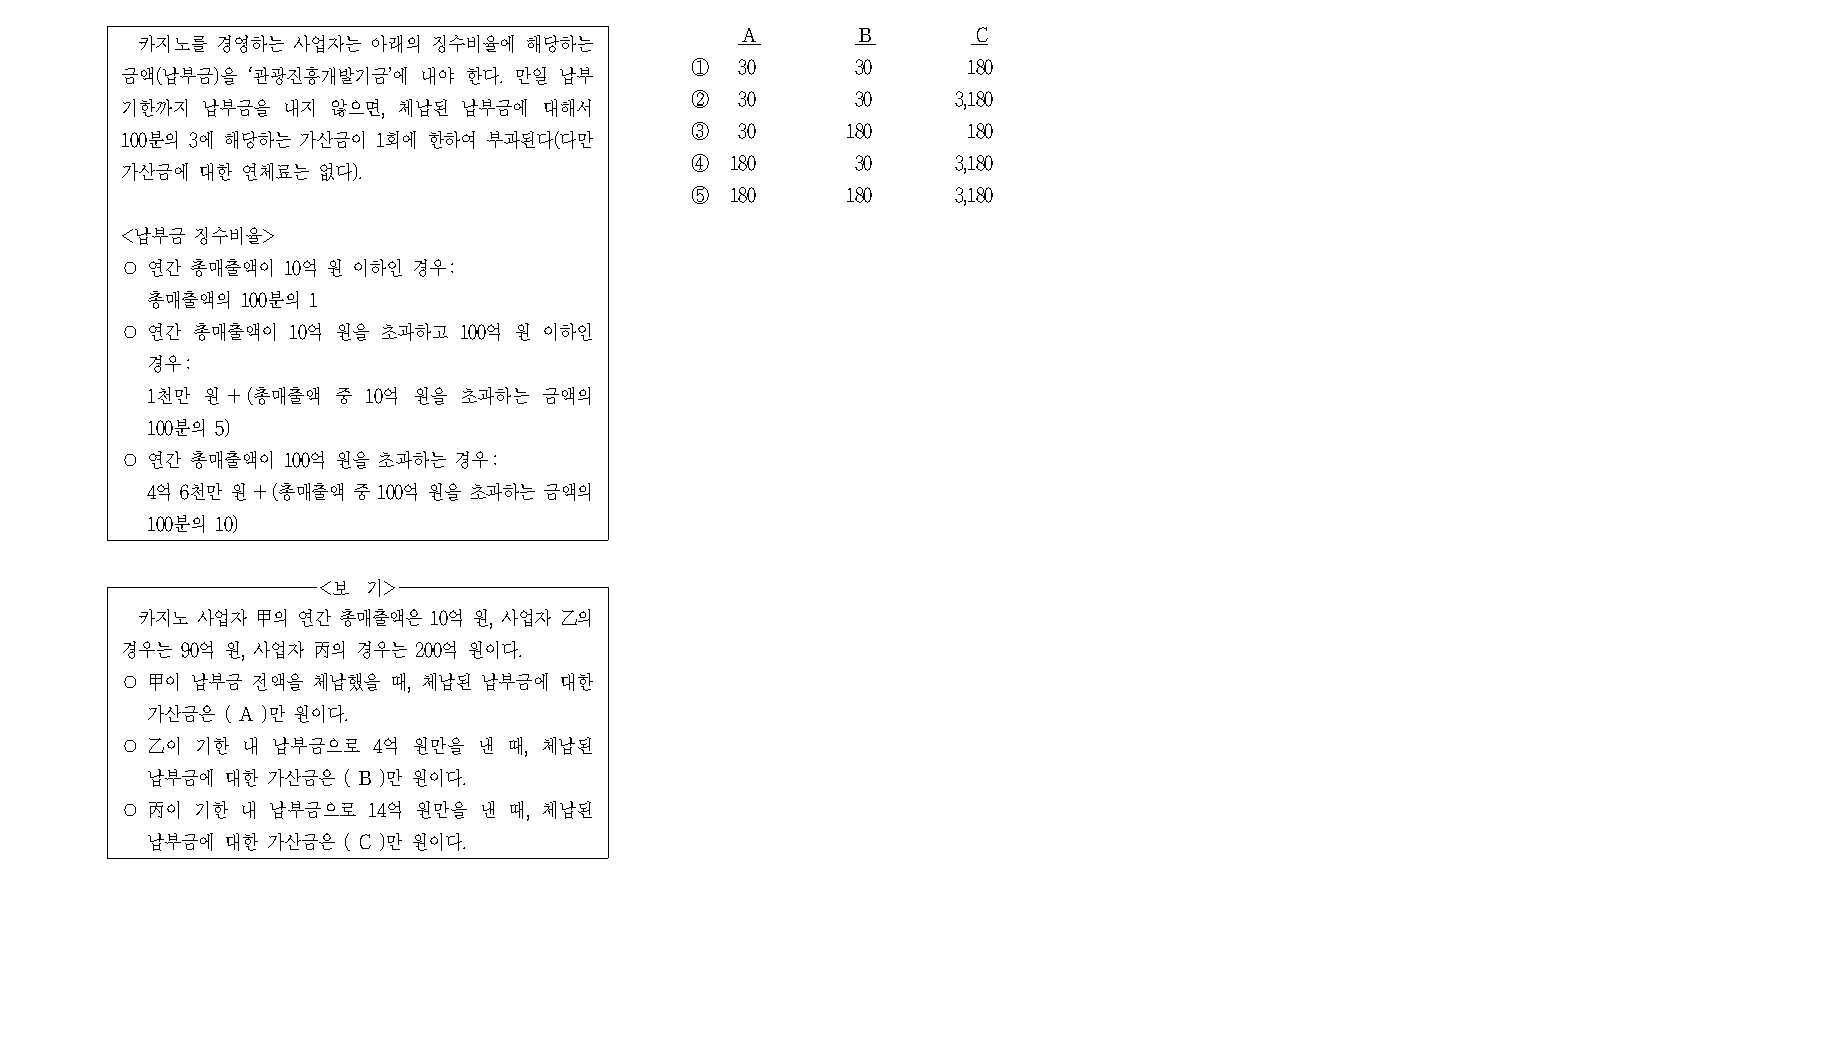 카지노를 경영하는 사업자는 아래의 징수비율에 해당하는
금액(납부금)을 ‘관광진흥개발기금’에 내야 한다. 만일 납부
기한까지 납부금을 내지 않으면, 체납된 납부금에 대해서
100분의 3에 해당하는 가산금이 1회에 한하여 부과된다(다만
가산금에 대한 연체료는 없다).
<납부금 징수비율>
○ 연간 총매출액이 10억 원 이하인 경우:
총매출액의 100분의 1
○ 연간 총매출액이 10억 원을 초과하고 100억 원 이하인
경우:
1천만 원+(총매출액 중 10억 원을 초과하는 금액의
100분의 5)
○ 연간 총매출액이 100억 원을 초과하는 경우:
4억 6천만 원+(총매출액 중 100억 원을 초과하는 금액의
100분의 10)
<보 기>
카지노 사업자 甲의 연간 총매출액은 10억 원, 사업자 乙의
경우는 90억 원, 사업자 丙의 경우는 200억 원이다.
○ 甲이 납부금 전액을 체납했을 때, 체납된 납부금에 대한
가산금은 ( A )만 원이다.
○ 乙이 기한 내 납부금으로 4억 원만을 낸 때, 체납된
납부금에 대한 가산금은 ( B )만 원이다.
○ 丙이 기한 내 납부금으로 14억 원만을 낸 때, 체납된
납부금에 대한 가산금은 ( C )만 원이다.
A B C
① 30 30 180
② 30 30 3,180
③ 30 180 180
④ 180 30 3,180
⑤ 180 180 3,180